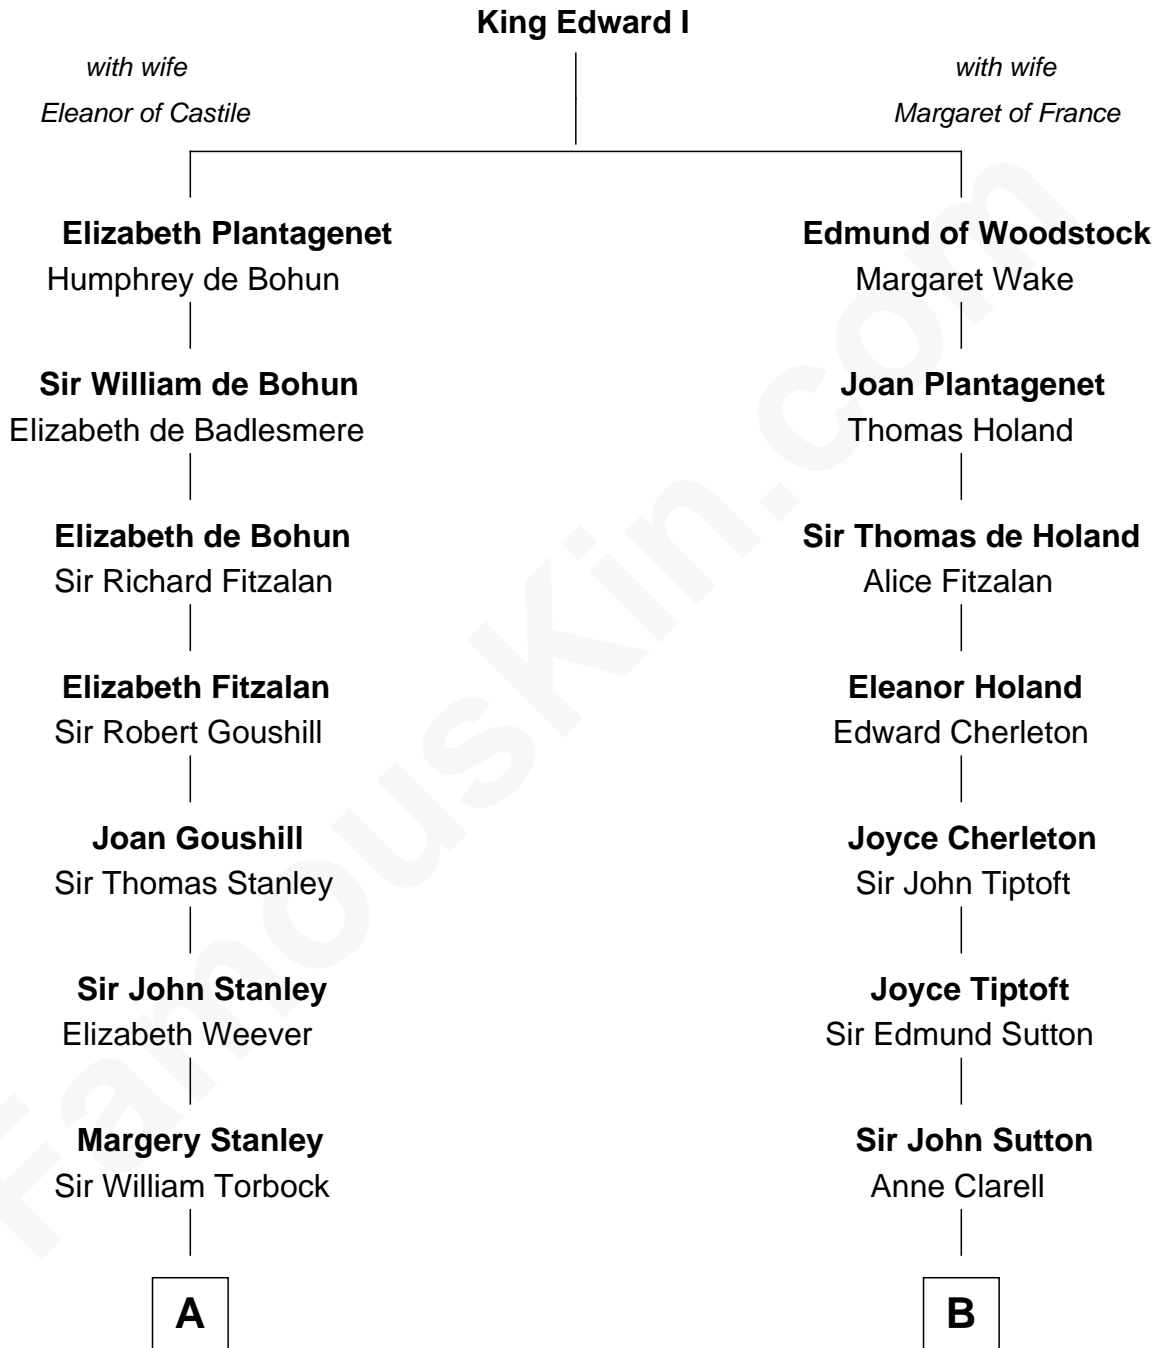 King Edward I
with wife
Eleanor of Castile
with wife
Margaret of France
Elizabeth Plantagenet
Humphrey de Bohun
Edmund of Woodstock
Margaret Wake
Sir William de Bohun
Elizabeth de Badlesmere
Joan Plantagenet
Thomas Holand
Elizabeth de Bohun
Sir Richard Fitzalan
Sir Thomas de Holand
Alice Fitzalan
Elizabeth Fitzalan
Sir Robert Goushill
Eleanor Holand
Edward Cherleton
Joan Goushill
Sir Thomas Stanley
Joyce Cherleton
Sir John Tiptoft
Sir John Stanley
Elizabeth Weever
Joyce Tiptoft
Sir Edmund Sutton
Margery Stanley
Sir William Torbock
Sir John Sutton
Anne Clarell
A
B
FamousKin.com